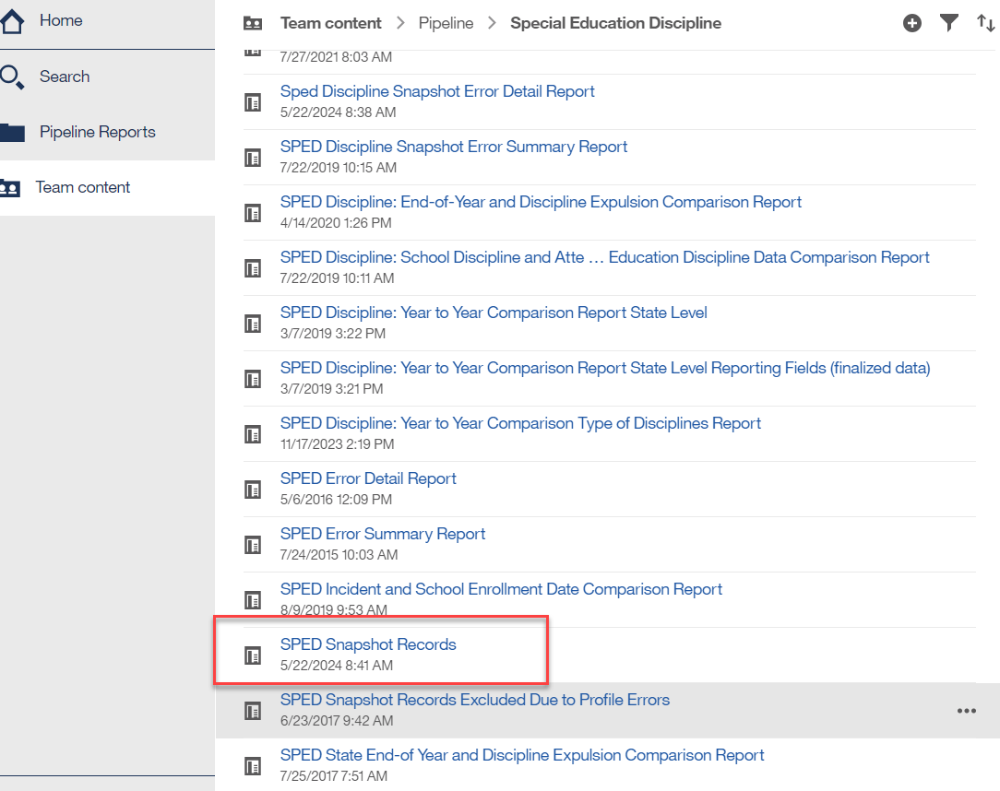 Home
Search
Pipeline Reports
Team content
Team content > Pipeline > Special Education Discipline
7/27/2021 8:03 AM
Sped Discipline Snapshot Error Detail Report
5/22/2024 8:38 AM
SPED Discipline Snapshot Error Summary Report
7/22/2019 10:15 AM
SPED Discipline: End-of-Year and Discipline Expulsion Comparison Report
4/14/2020 1:26 PM
SPED Discipline: School Discipline and Atte … Education Discipline Data Comparison Report
7/22/2019 10:11 AM
SPED Discipline: Year to Year Comparison Report State Level
3/7/2019 3:22 PM
SPED Discipline: Year to Year Comparison Report State Level Reporting Fields (finalized data)
3/7/2019 3:21 PM
SPED Discipline: Year to Year Comparison Type of Disciplines Report
11/17/2023 2:19 PM
SPED Error Detail Report
5/6/2016 12:09 PM
SPED Error Summary Report
7/24/2015 10:03 AM
SPED Incident and School Enrollment Date Comparison Report
8/9/2019 9:53 AM
SPED Snapshot Records
5/22/2024 8:41 AM
SPED Snapshot Records Excluded Due to Profile Errors
6/23/2017 9:42 AM
SPED State End-of Year and Discipline Expulsion Comparison Report
7/25/2017 7:51 AM